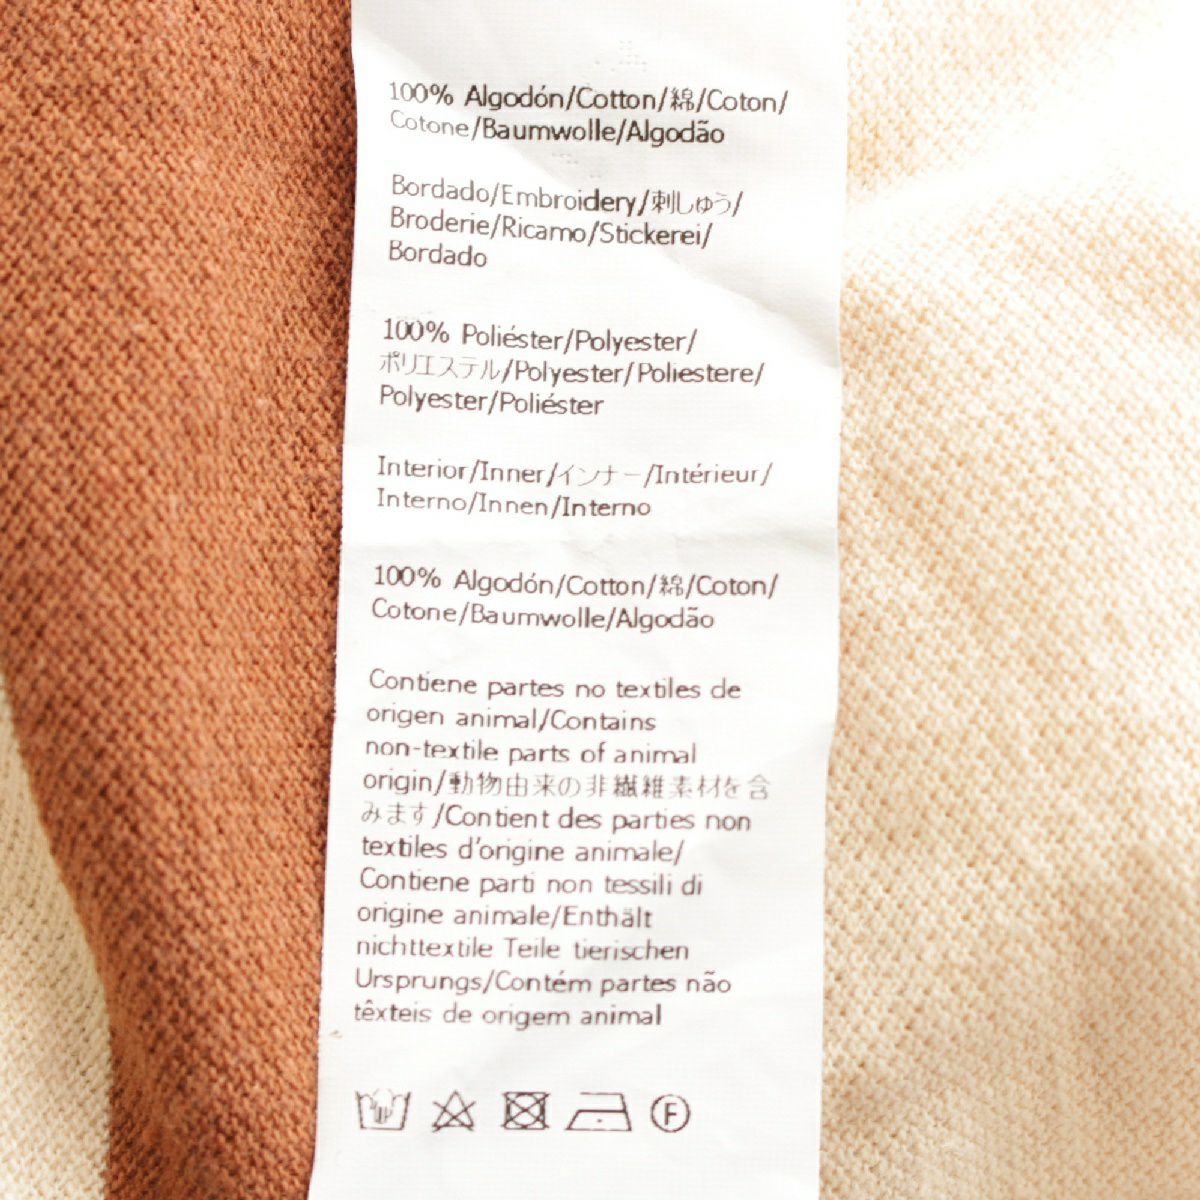 100% Algodón/Cotton/綿/Coton/
Cotone/Baumwolle/Algodão
Bordado/Embroidery/刺しゅう/
Broderie/Ricamo/Stickerei/
Bordado
100% Poliéster/Polyester/
ポリエステル/Polyester/Poliestere/
Polyester/Poliéster
Interior/Inner/インナー/Intérieur/
Interno/Innen/Interno
100% Algodón/Cotton/綿/Coton/
Cotone/Baumwolle/Algodão
Contiene partes no textiles de
origen animal/Contains
non-textile parts of animal
origin/動物由来の非繊維素材を含
みます/Contient des parties non
textiles d'origine animale/
Contiene parti non tessili di
origine animale/Enthält
nichttextile Teile tierischen
Ursprungs/Contém partes não
têxteis de origem animal
F